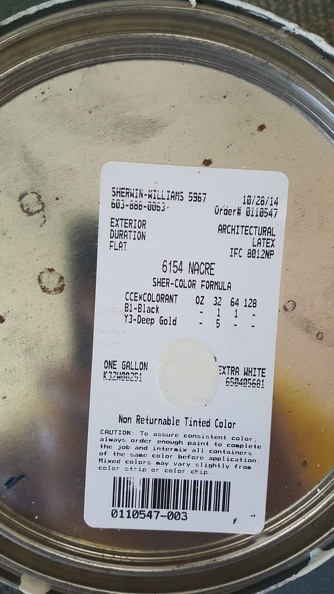 SHERWIN-WILLIAMS 5967 10/28/14
603-888-0063 Order# 0110547
EXTERIOR ARCHITECTURAL
DURATION LATEX
FLAT IFC 8012NP
6154 NACRE
SHER-COLOR FORMULA
CCE*COLORANT OZ 32 64 128
B1-Black - 1 1 -
Y3-Deep Gold - 5 - -
ONE GALLON EXTRA WHITE
K32W00251 650405681
Non Returnable Tinted Color
CAUTION: To assure consistent color,
always order enough paint to complete
the job and intermix all containers
of the same color before application.
Mixed colors may vary slightly from
color strip or color chip.
0110547-003